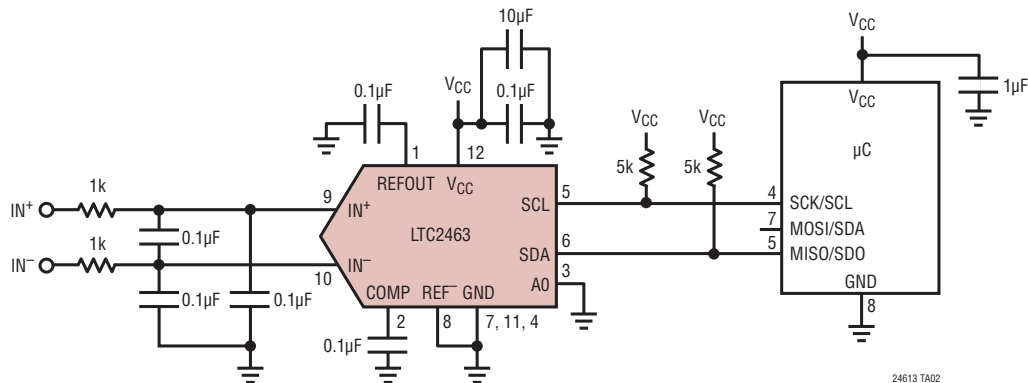 10µF
VCC
0.1µF
0.1µF
VCC
1µF
VCC
µC
VCC
VCC
5k
5k
1
12
REFOUT
VCC
IN+
1k
9
IN+
LTC2463
SCL
5
4
SCK/SCL
7
MOSI/SDA
0.1µF
SDA
6
5
MISO/SDO
IN−
1k
10
IN−
3
A0
0.1µF
0.1µF
COMP
REF−
GND
GND
2
8
7, 11, 4
8
0.1µF
24613 TA02